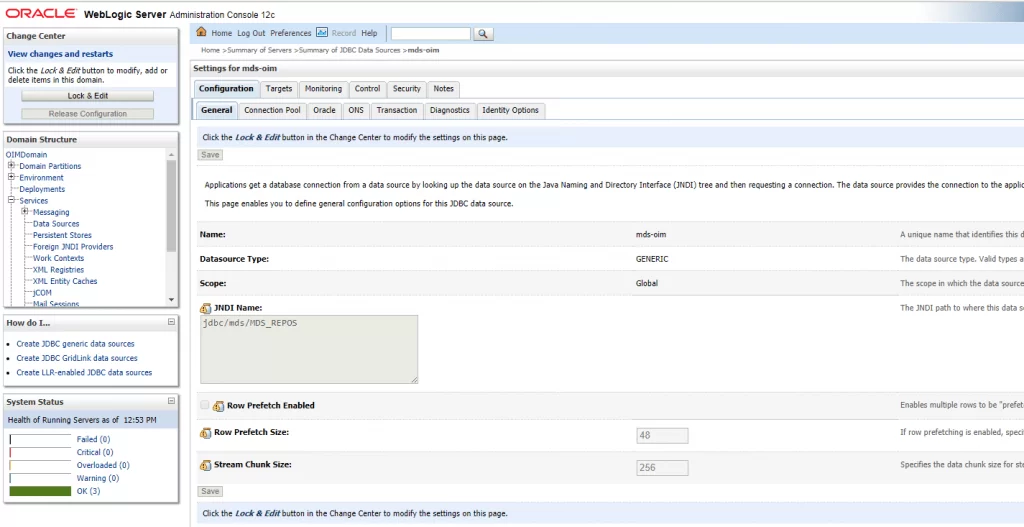 ORACLE WebLogic Server Administration Console 12c
Change Center
View changes and restarts
Click the Lock & Edit button to modify, add or
delete items in this domain.
Lock & Edit
Release Configuration
Domain Structure
OIMDomain
Domain Partitions
Environment
Deployments
Services
Messaging
Data Sources
Persistent Stores
Foreign JNDI Providers
Work Contexts
XML Registries
XML Entity Caches
jCOM
Mail Sessions
How do I...
Create JDBC generic data sources
Create JDBC GridLink data sources
Create LLR-enabled JDBC data sources
System Status
Health of Running Servers as of 12:53 PM
Failed (0)
Critical (0)
Overloaded (0)
Warning (0)
OK (3)
Home Log Out Preferences Record Help
Home >Summary of Servers >Summary of JDBC Data Sources >mds-oim
Settings for mds-oim
Configuration Targets Monitoring Control Security Notes
General Connection Pool Oracle ONS Transaction Diagnostics Identity Options
Click the Lock & Edit button in the Change Center to modify the settings on this page.
Save
Applications get a database connection from a data source by looking up the data source on the Java Naming and Directory Interface (JNDI) tree and then requesting a connection. The data source provides the connection to the applic
This page enables you to define general configuration options for this JDBC data source.
Name: mds-oim A unique name that identifies this d
Datasource Type: GENERIC The data source type. Valid types a
Scope: Global The scope in which the data source
JNDI Name: The JNDI path to where this data s
jdbc/mds/MDS_REPOS
Row Prefetch Enabled Enables multiple rows to be "prefet
Row Prefetch Size: 48 If row prefetching is enabled, speci
Stream Chunk Size: 256 Specifies the data chunk size for st
Save
Click the Lock & Edit button in the Change Center to modify the settings on this page.